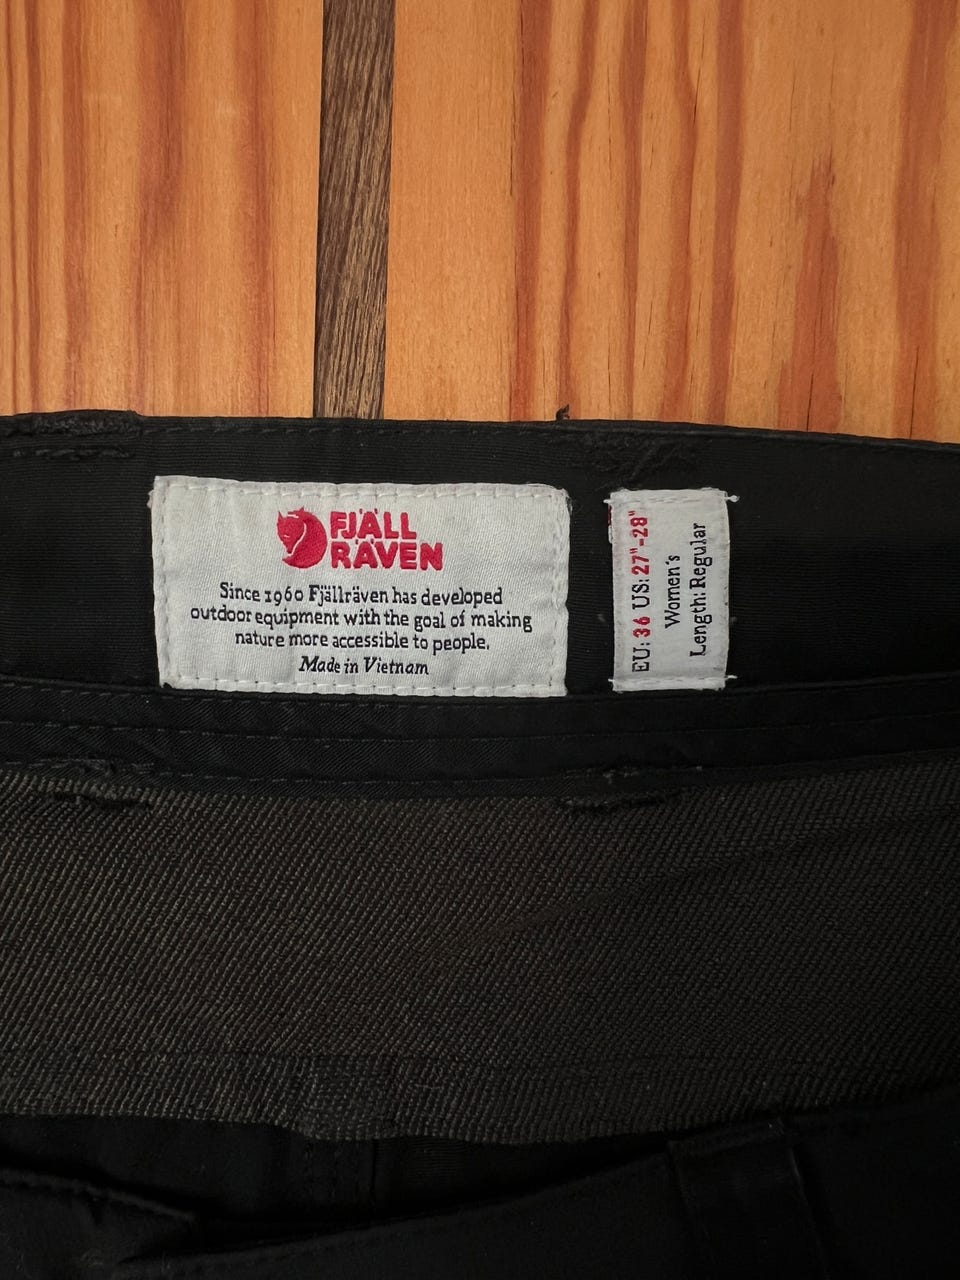 FJÄLL
RÄVEN
Since 1960 Fjällräven has developed
outdoor equipment with the goal of making
nature more accessible to people.
Made in Vietnam
EU: 36 US: 27"-28"
Women's
Length: Regular